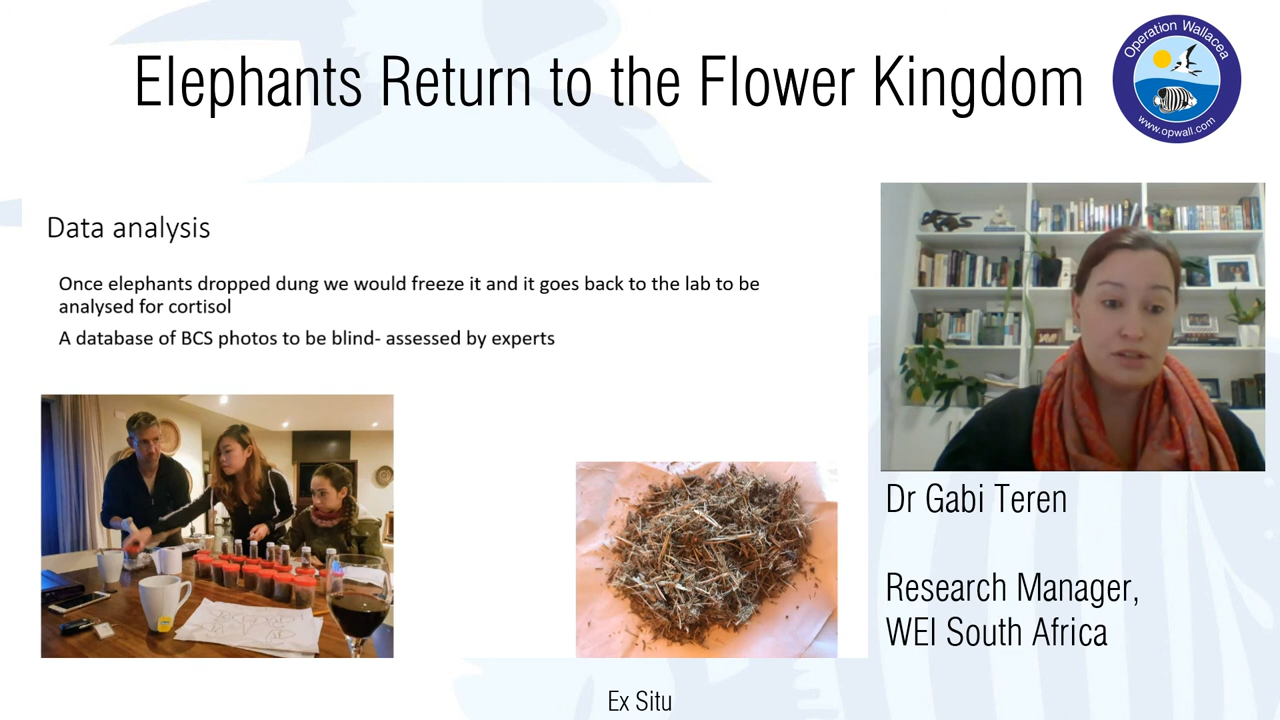 Elephants Return to the Flower Kingdom
Operation Wallacea
www.opwall.com
Data analysis
Once elephants dropped dung we would freeze it and it goes back to the lab to be
analysed for cortisol
A database of BCS photos to be blind- assessed by experts
Dr Gabi Teren
Research Manager,
WEI South Africa
Ex Situ